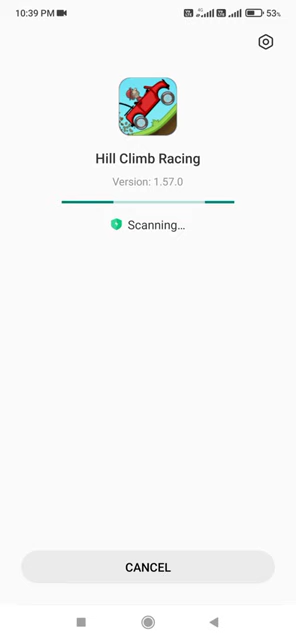 10:39 PM 53%
Hill Climb Racing
Version: 1.57.0
Scanning...
CANCEL